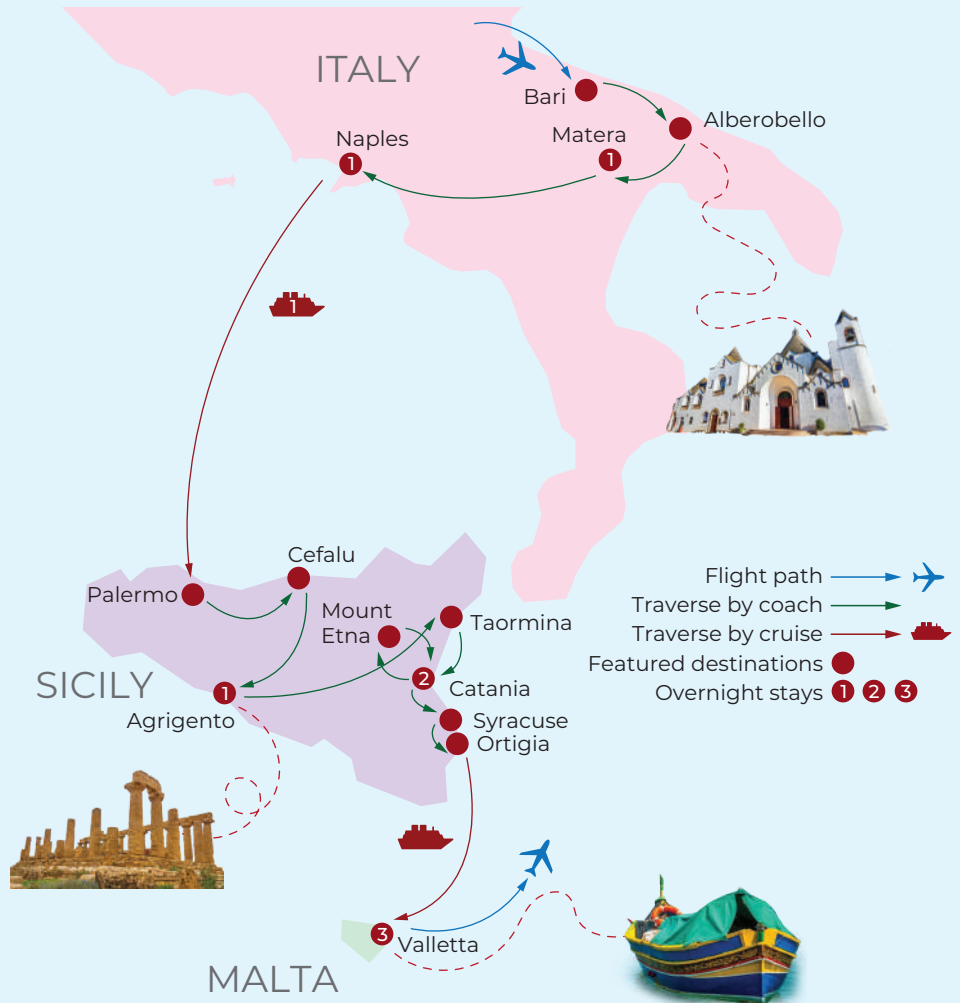 ITALY
Bari
Alberobello
Naples
1
Matera
1
1
Cefalu
Palermo
Mount
Etna
Taormina
SICILY
1
Agrigento
2
Catania
Syracuse
Ortigia
Flight path
Traverse by coach
Traverse by cruise
Featured destinations
Overnight stays 1 2 3
3
Valletta
MALTA